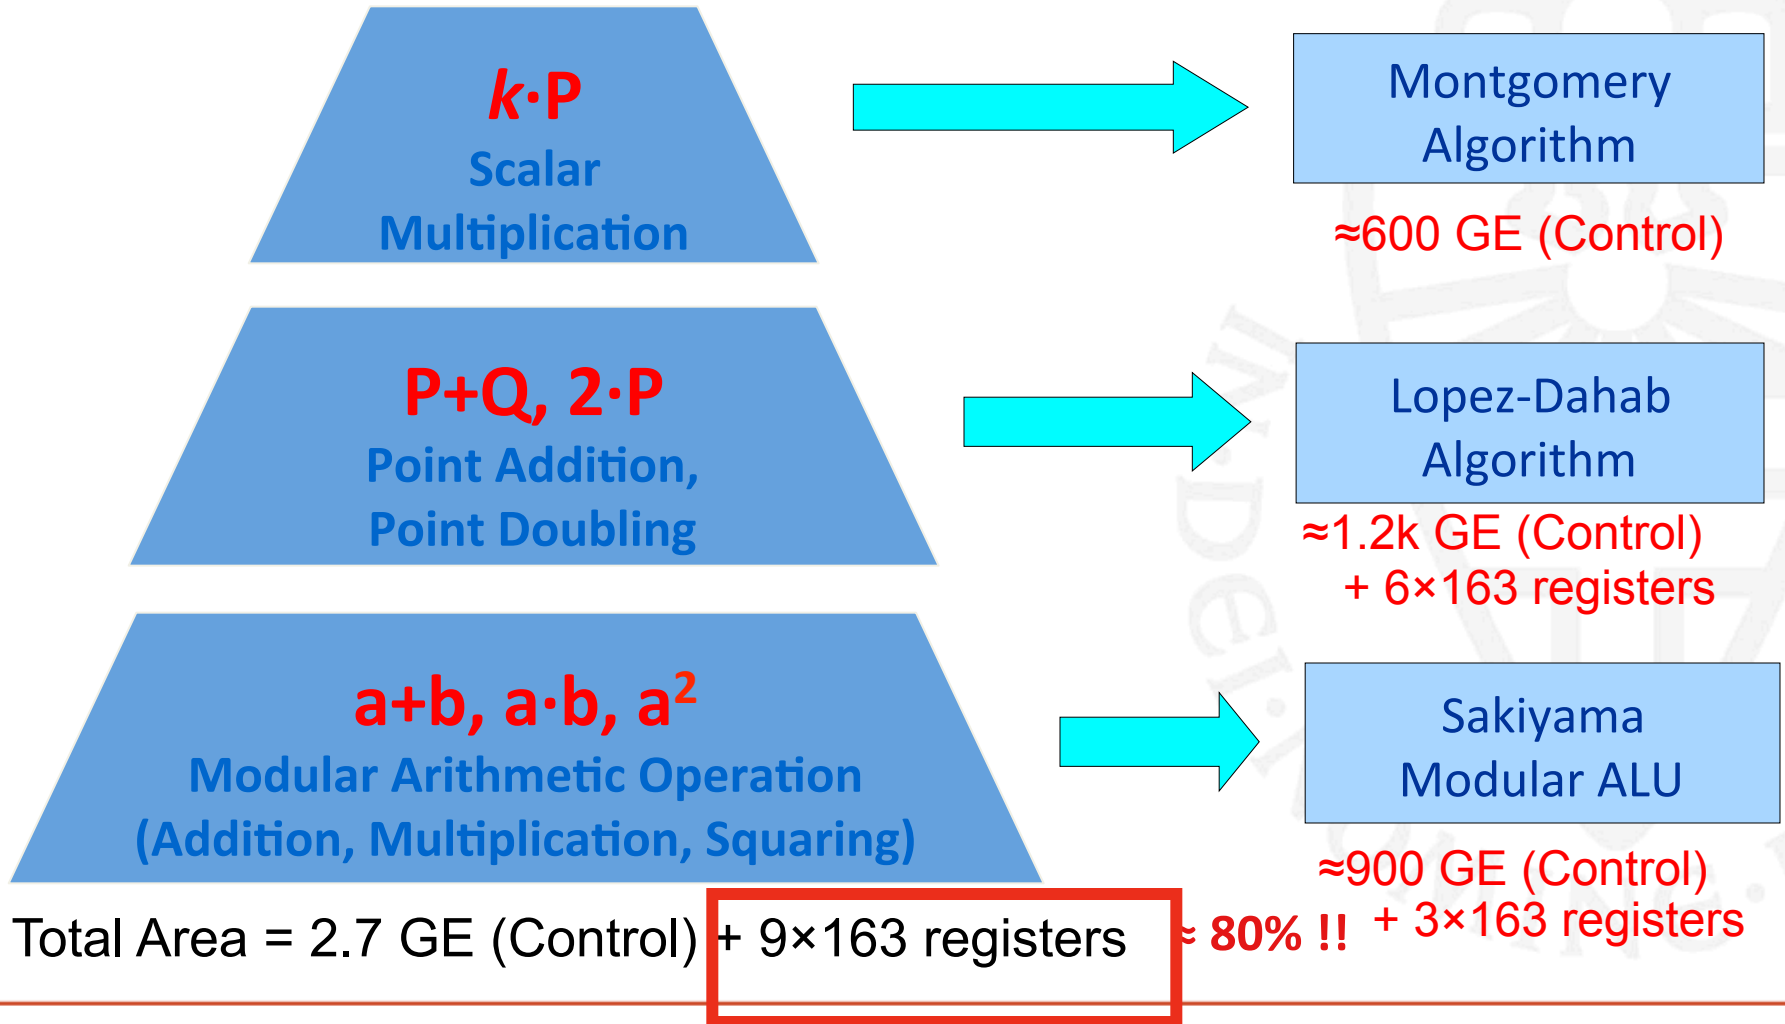 k·P
Scalar
Multiplication
Montgomery
Algorithm
≈600 GE (Control)
P+Q, 2·P
Point Addition,
Point Doubling
Lopez-Dahab
Algorithm
≈1.2k GE (Control)
+ 6×163 registers
a+b, a·b, a²
Modular Arithmetic Operation
(Addition, Multiplication, Squaring)
Sakiyama
Modular ALU
≈900 GE (Control)
+ 3×163 registers
Total Area = 2.7 GE (Control) + 9×163 registers ≈ 80% !!